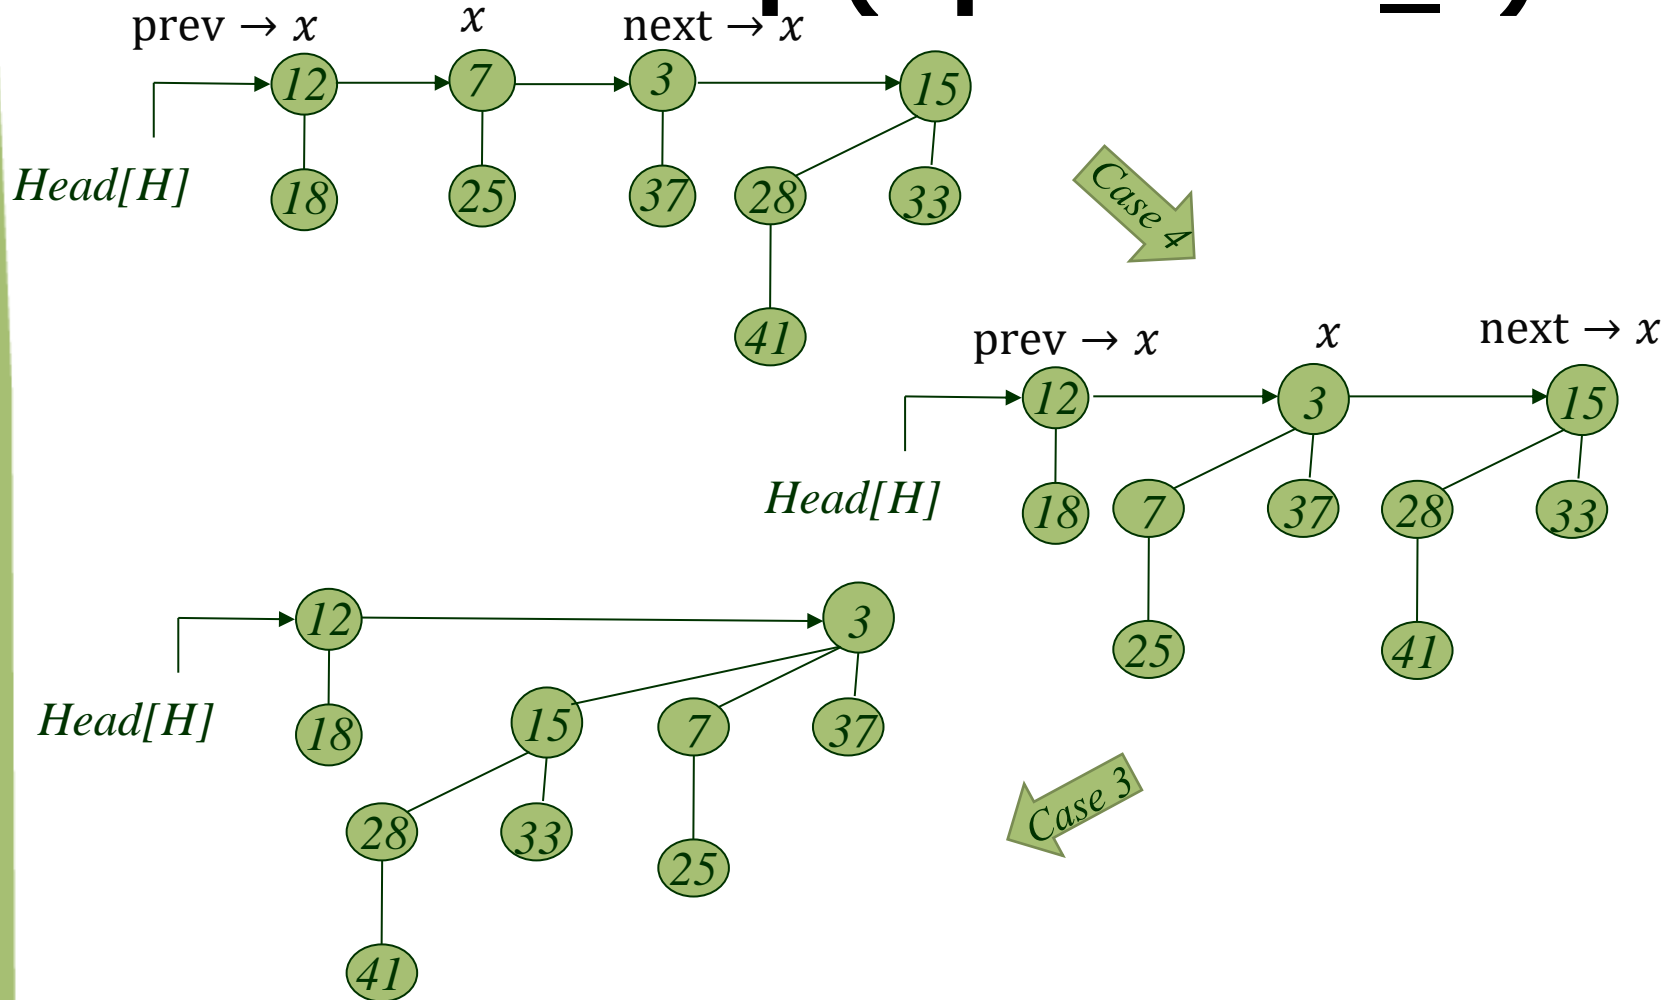 prev → x x next → x
12 7 3 15
Head[H] 18 25 37 28 33
Case 4
41
prev → x x next → x
12 3 15
Head[H] 18 7 37 28 33
25 41
12 3
Head[H] 18 15 7 37
Case 3
28 33 25
41